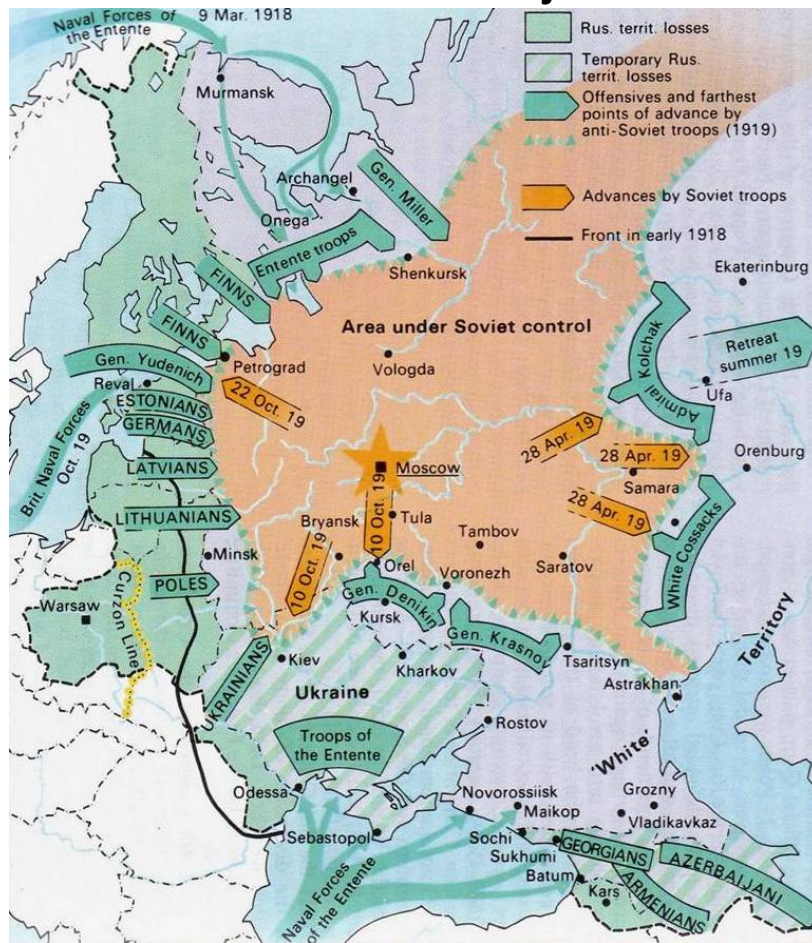 Naval Forces of
the Entente
9 Mar. 1918
Rus. territ. losses
Temporary Rus.
territ. losses
Offensives and farthest
points of advance by
anti-Soviet troops (1919)
Advances by Soviet troops
Front in early 1918
Murmansk
Archangel
Gen. Miller
Onega
Entente troops
Shenkursk
FINNS
Ekaterinburg
FINNS
Area under Soviet control
Admiral Kolchak
Retreat
summer 19
Gen. Yudenich
Petrograd
Vologda
Reval
Ufa
22 Oct. 19
ESTONIANS
GERMANS
Brit. Naval Forces
Oct. 19
28 Apr. 19
28 Apr. 19
Orenburg
LATVIANS
Moscow
Samara
28 Apr. 19
LITHUANIANS
Bryansk
10 Oct. 19
Tula
Tambov
White Cossacks
Minsk
10 Oct. 19
Orel
Saratov
POLES
Curzon Line
Voronezh
Warsaw
Gen. Denikin
Kursk
Gen. Krasnov
UKRAINIANS
Kiev
Kharkov
Tsaritsyn
Territory
Ukraine
Astrakhan
Troops of
the Entente
Rostov
'White'
Odessa
Novorossiisk
Grozny
Maikop
Vladikavkaz
Sebastopol
Sochi
Sukhumi
GEORGIANS
AZERBAIJANI
Batum
Naval Forces
of the Entente
Kars
ARMENIANS